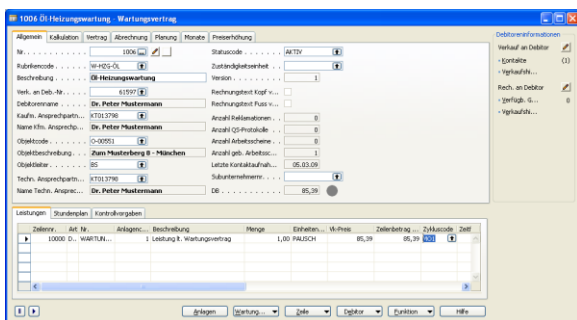 1006 Öl-Heizungswartung - Wartungsvertrag
Allgemein Kalkulation Vertrag Abrechnung Planung Monate Preiserhöhung
Nr. . . . 1006
Rubrikencode . . . W-HZG-ÖL
Beschreibung . . . Öl-Heizungswartung
Verk. an Deb.-Nr. . . . 61597
Debitorenname . . . Dr. Peter Mustermann
Kaufm. Ansprechpartn... KT013798
Name Kfm. Ansprechp... Dr. Peter Mustermann
Objektcode . . . O-00551
Objektbeschreibung . . Zum Musterberg 8 - München
Objektleiter . . . BS
Techn. Ansprechpartn... KT013798
Name Techn. Ansprec... Dr. Peter Mustermann
Statuscode . . . AKTIV
Zuständigkeitseinheit . .
Version . . . 1
Rechnungstext Kopf v...
Rechnungstext Fuss v...
Anzahl Reklamationen . . 0
Anzahl QS-Protokolle . . 0
Anzahl Arbeitsscheine . . 0
Anzahl geb. Arbeitssc... 1
Letzte Kontaktaufnah... 05.03.09
Subunternehmernr. . .
DB . . . 85,39
Debitoreninformationen
Verkauf an Debitor
Kontakte (1)
Verkaufshi...
Rech. an Debitor
Verfügb. G... 0
Verkaufshi...
Leistungen Stundenplan Kontrollvorgaben
Zeilennr. Art Nr. Anlagenc... Beschreibung Menge Einheiten... Vk-Preis Zeilenbetrag ... Zykluscode Zeitf
10000 D... WARTUN... 1 Leistung lt. Wartungsvertrag 1,00 PAUSCH 85,39 85,39 M01
Anlagen Wartung... Zeile Debitor Funktion Hilfe